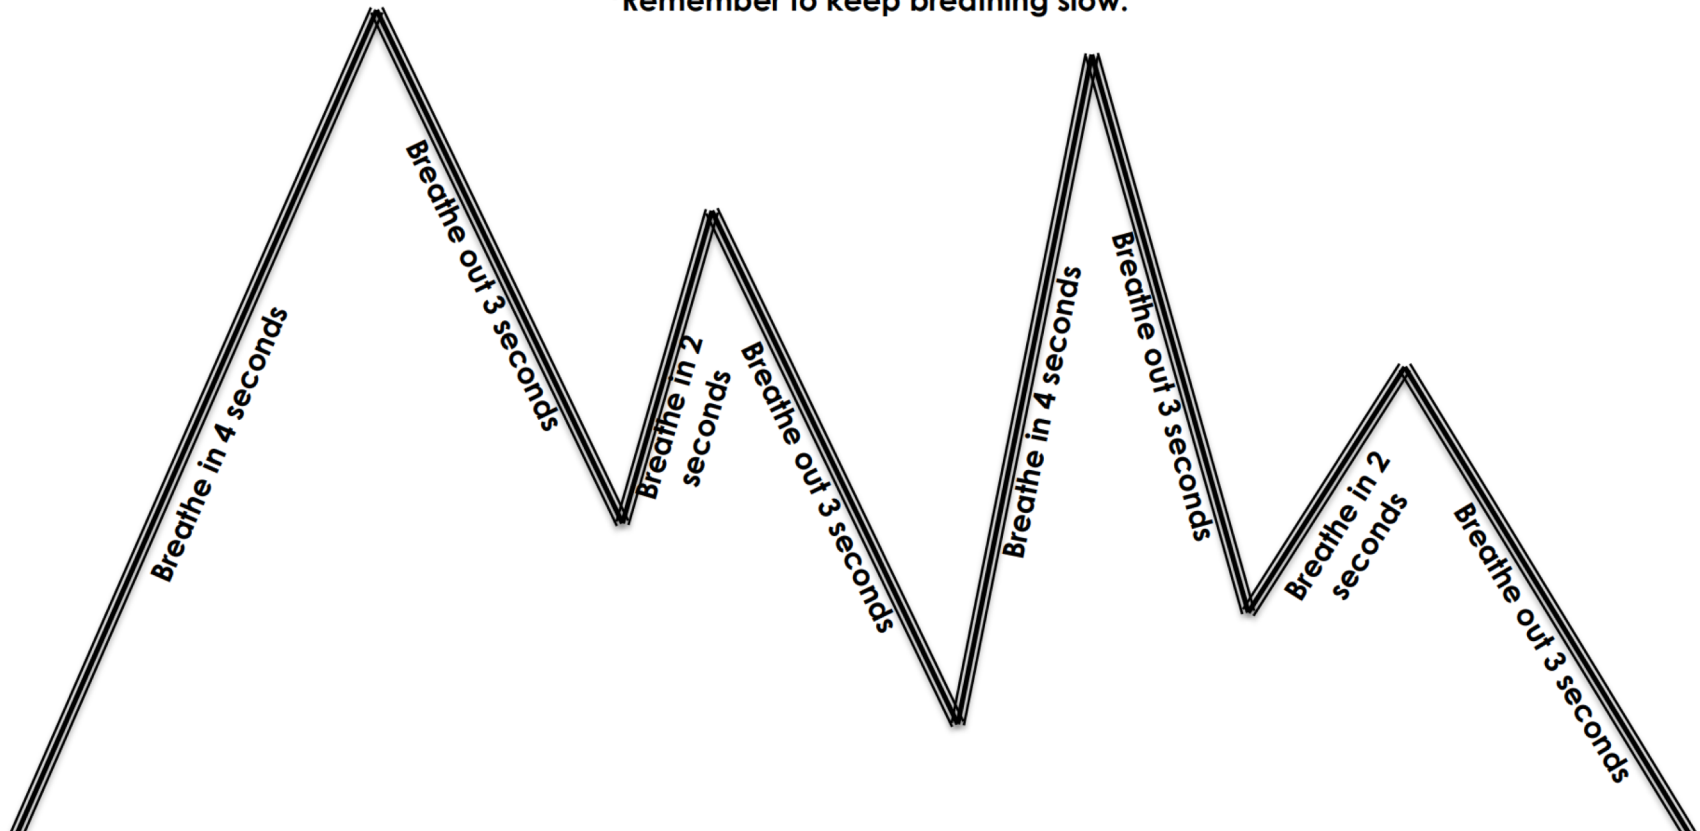 Remember to keep breathing slow.
Breathe in 4 seconds
Breathe out 3 seconds
Breathe in 2
seconds
Breathe out 3 seconds
Breathe in 4 seconds
Breathe out 3 seconds
Breathe in 2
seconds
Breathe out 3 seconds